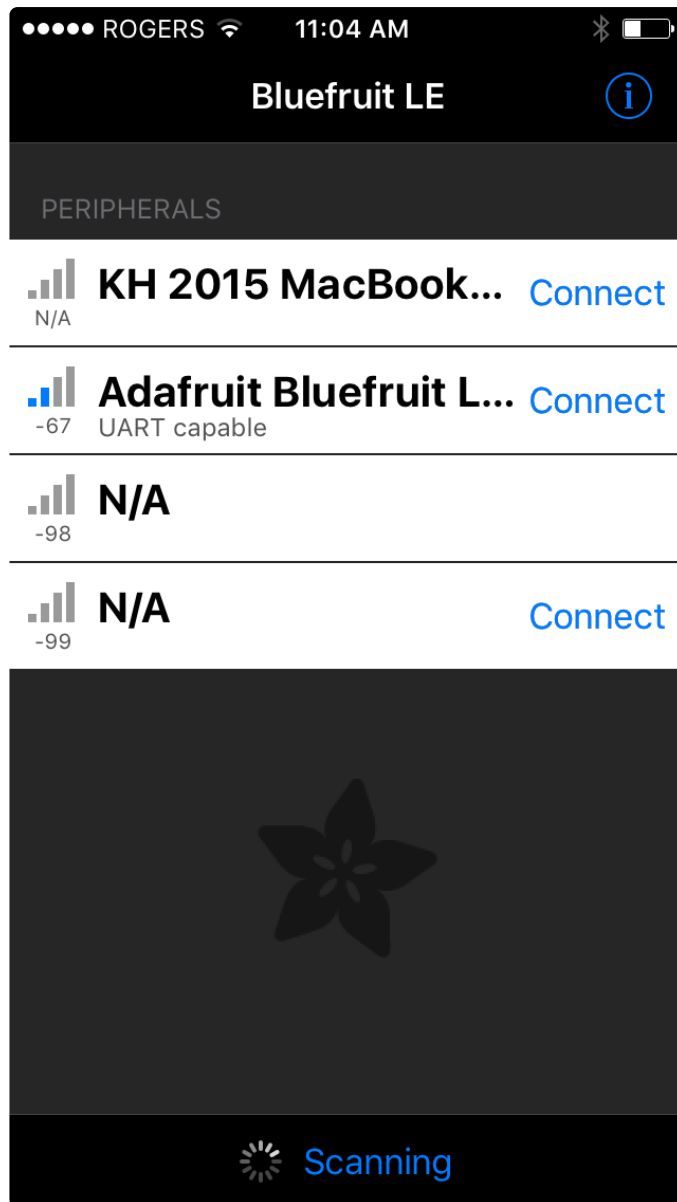 ROGERS 11:04 AM
Bluefruit LE i
PERIPHERALS
KH 2015 MacBook... Connect
N/A
Adafruit Bluefruit L... Connect
-67 UART capable
N/A
-98
N/A Connect
-99
Scanning